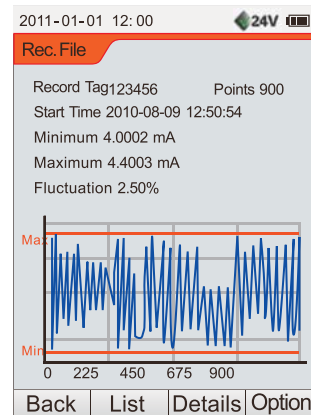 2011-01-01 12:00 24V
Rec. File
Record Tag123456 Points 900
Start Time 2010-08-09 12:50:54
Minimum 4.0002 mA
Maximum 4.4003 mA
Fluctuation 2.50%
Max
Min
0 225 450 675 900
Back List Details Option